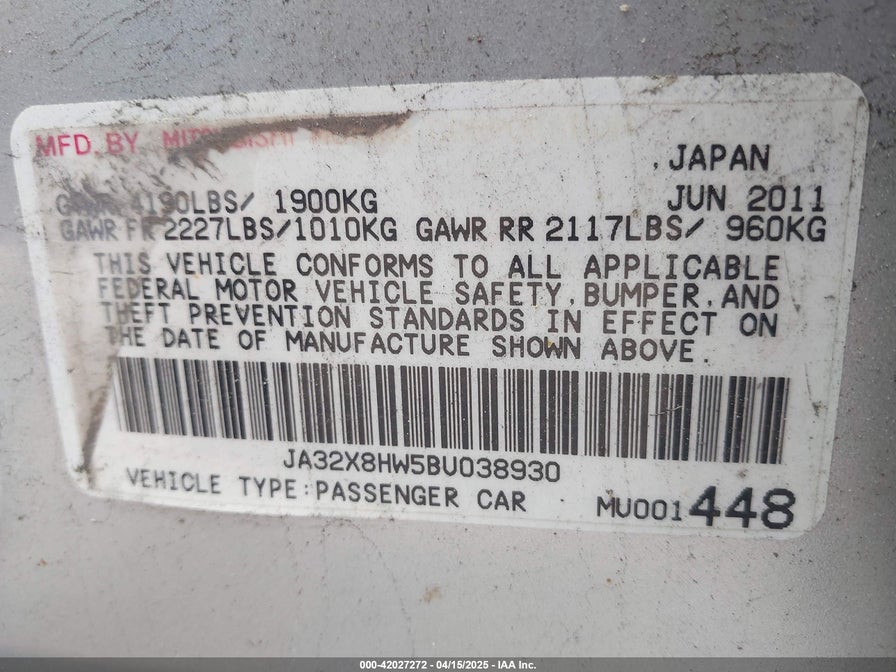 MFD. BY MITSUBISHI
, JAPAN
GVWR 4190LBS/ 1900KG JUN 2011
GAWR FR 2227LBS/1010KG GAWR RR 2117LBS/ 960KG
THIS VEHICLE CONFORMS TO ALL APPLICABLE
FEDERAL MOTOR VEHICLE SAFETY, BUMPER, AND
THEFT PREVENTION STANDARDS IN EFFECT ON
THE DATE OF MANUFACTURE SHOWN ABOVE.
JA32X8HW5BU038930
VEHICLE TYPE:PASSENGER CAR
MU001448
000-42027272 - 04/15/2025 - IAA Inc.